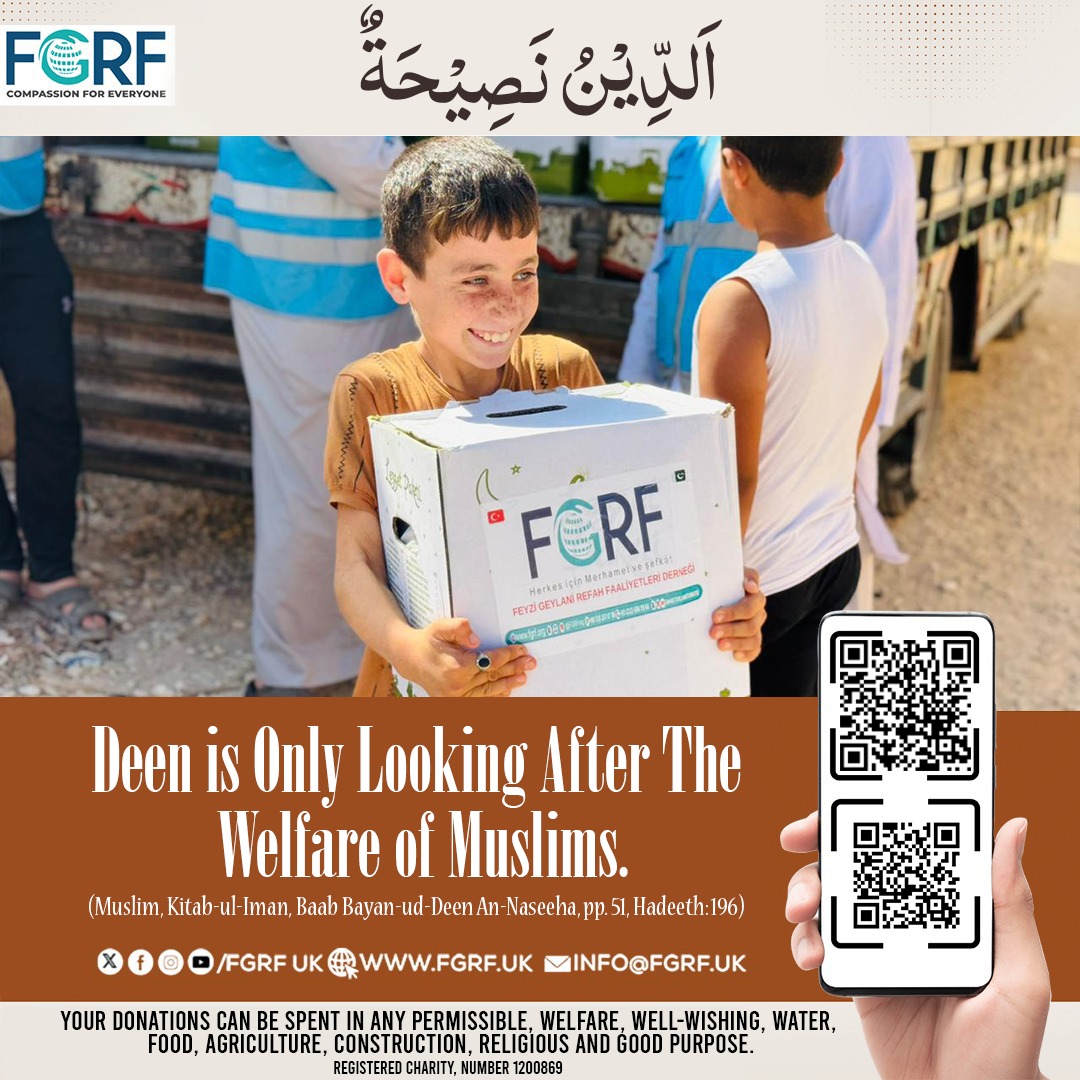 FGRF
COMPASSION FOR EVERYONE
اَلدِّيْنُ نَصِيْحَةٌ
FGRF
Herkes için Merhamet ve şefkat
FEYZİ GEYLANİ REFAH FAALİYETLERİ DERNEĞİ
www.fgrf.org
Deen is Only Looking After The
Welfare of Muslims.
(Muslim, Kitab-ul-Iman, Baab Bayan-ud-Deen An-Naseeha, pp. 51, Hadeeth:196)
/FGRF UK WWW.FGRF.UK INFO@FGRF.UK
YOUR DONATIONS CAN BE SPENT IN ANY PERMISSIBLE, WELFARE, WELL-WISHING, WATER,
FOOD, AGRICULTURE, CONSTRUCTION, RELIGIOUS AND GOOD PURPOSE.
REGISTERED CHARITY, NUMBER 1200869